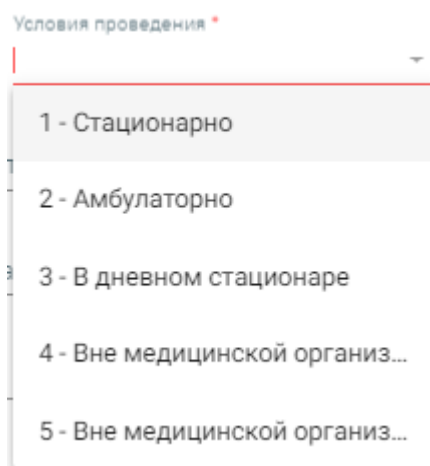 Условия проведения *
1 - Стационарно
2 - Амбулаторно
3 - В дневном стационаре
4 - Вне медицинской организ...
5 - Вне медицинской организ...